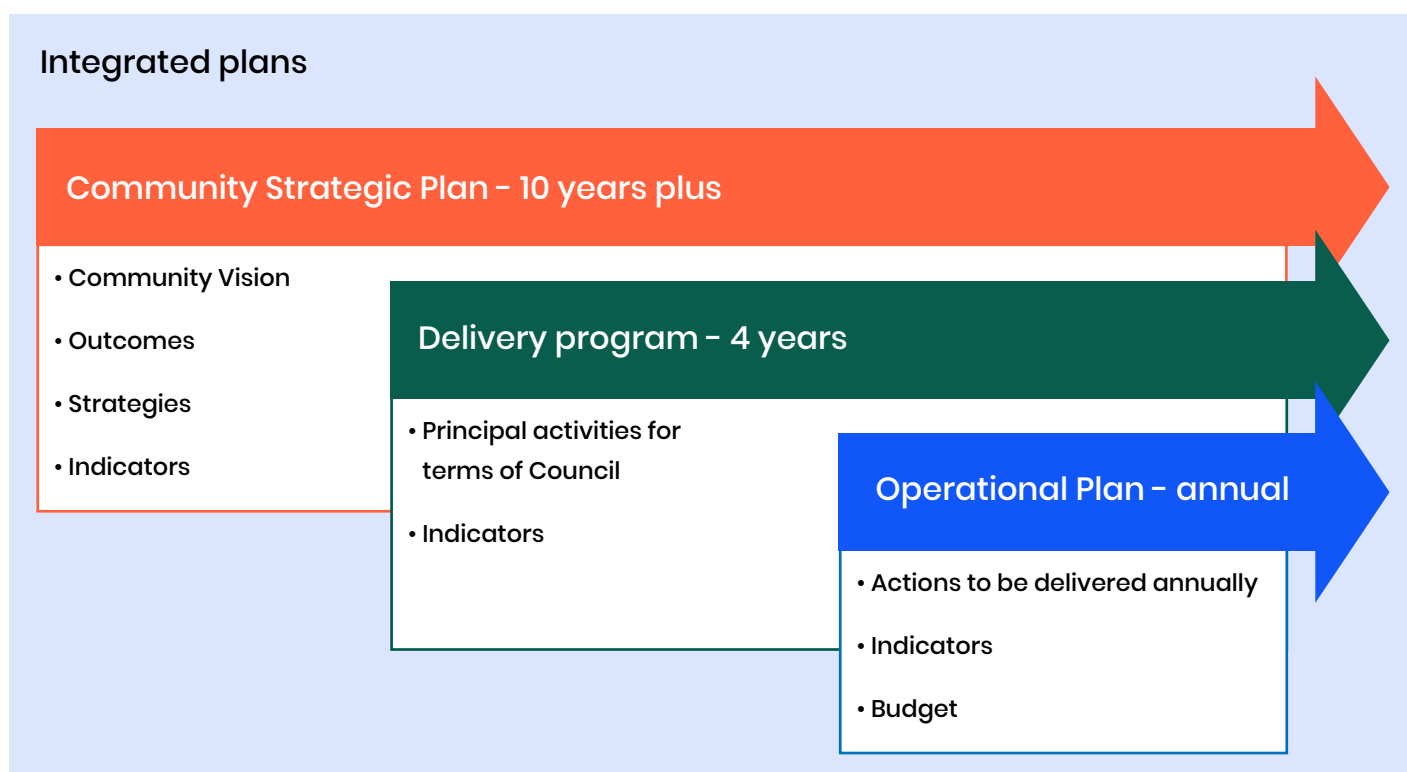 Integrated plans
Community Strategic Plan - 10 years plus
• Community Vision
• Outcomes
• Strategies
• Indicators
Delivery program - 4 years
• Principal activities for
terms of Council
• Indicators
Operational Plan - annual
• Actions to be delivered annually
• Indicators
• Budget